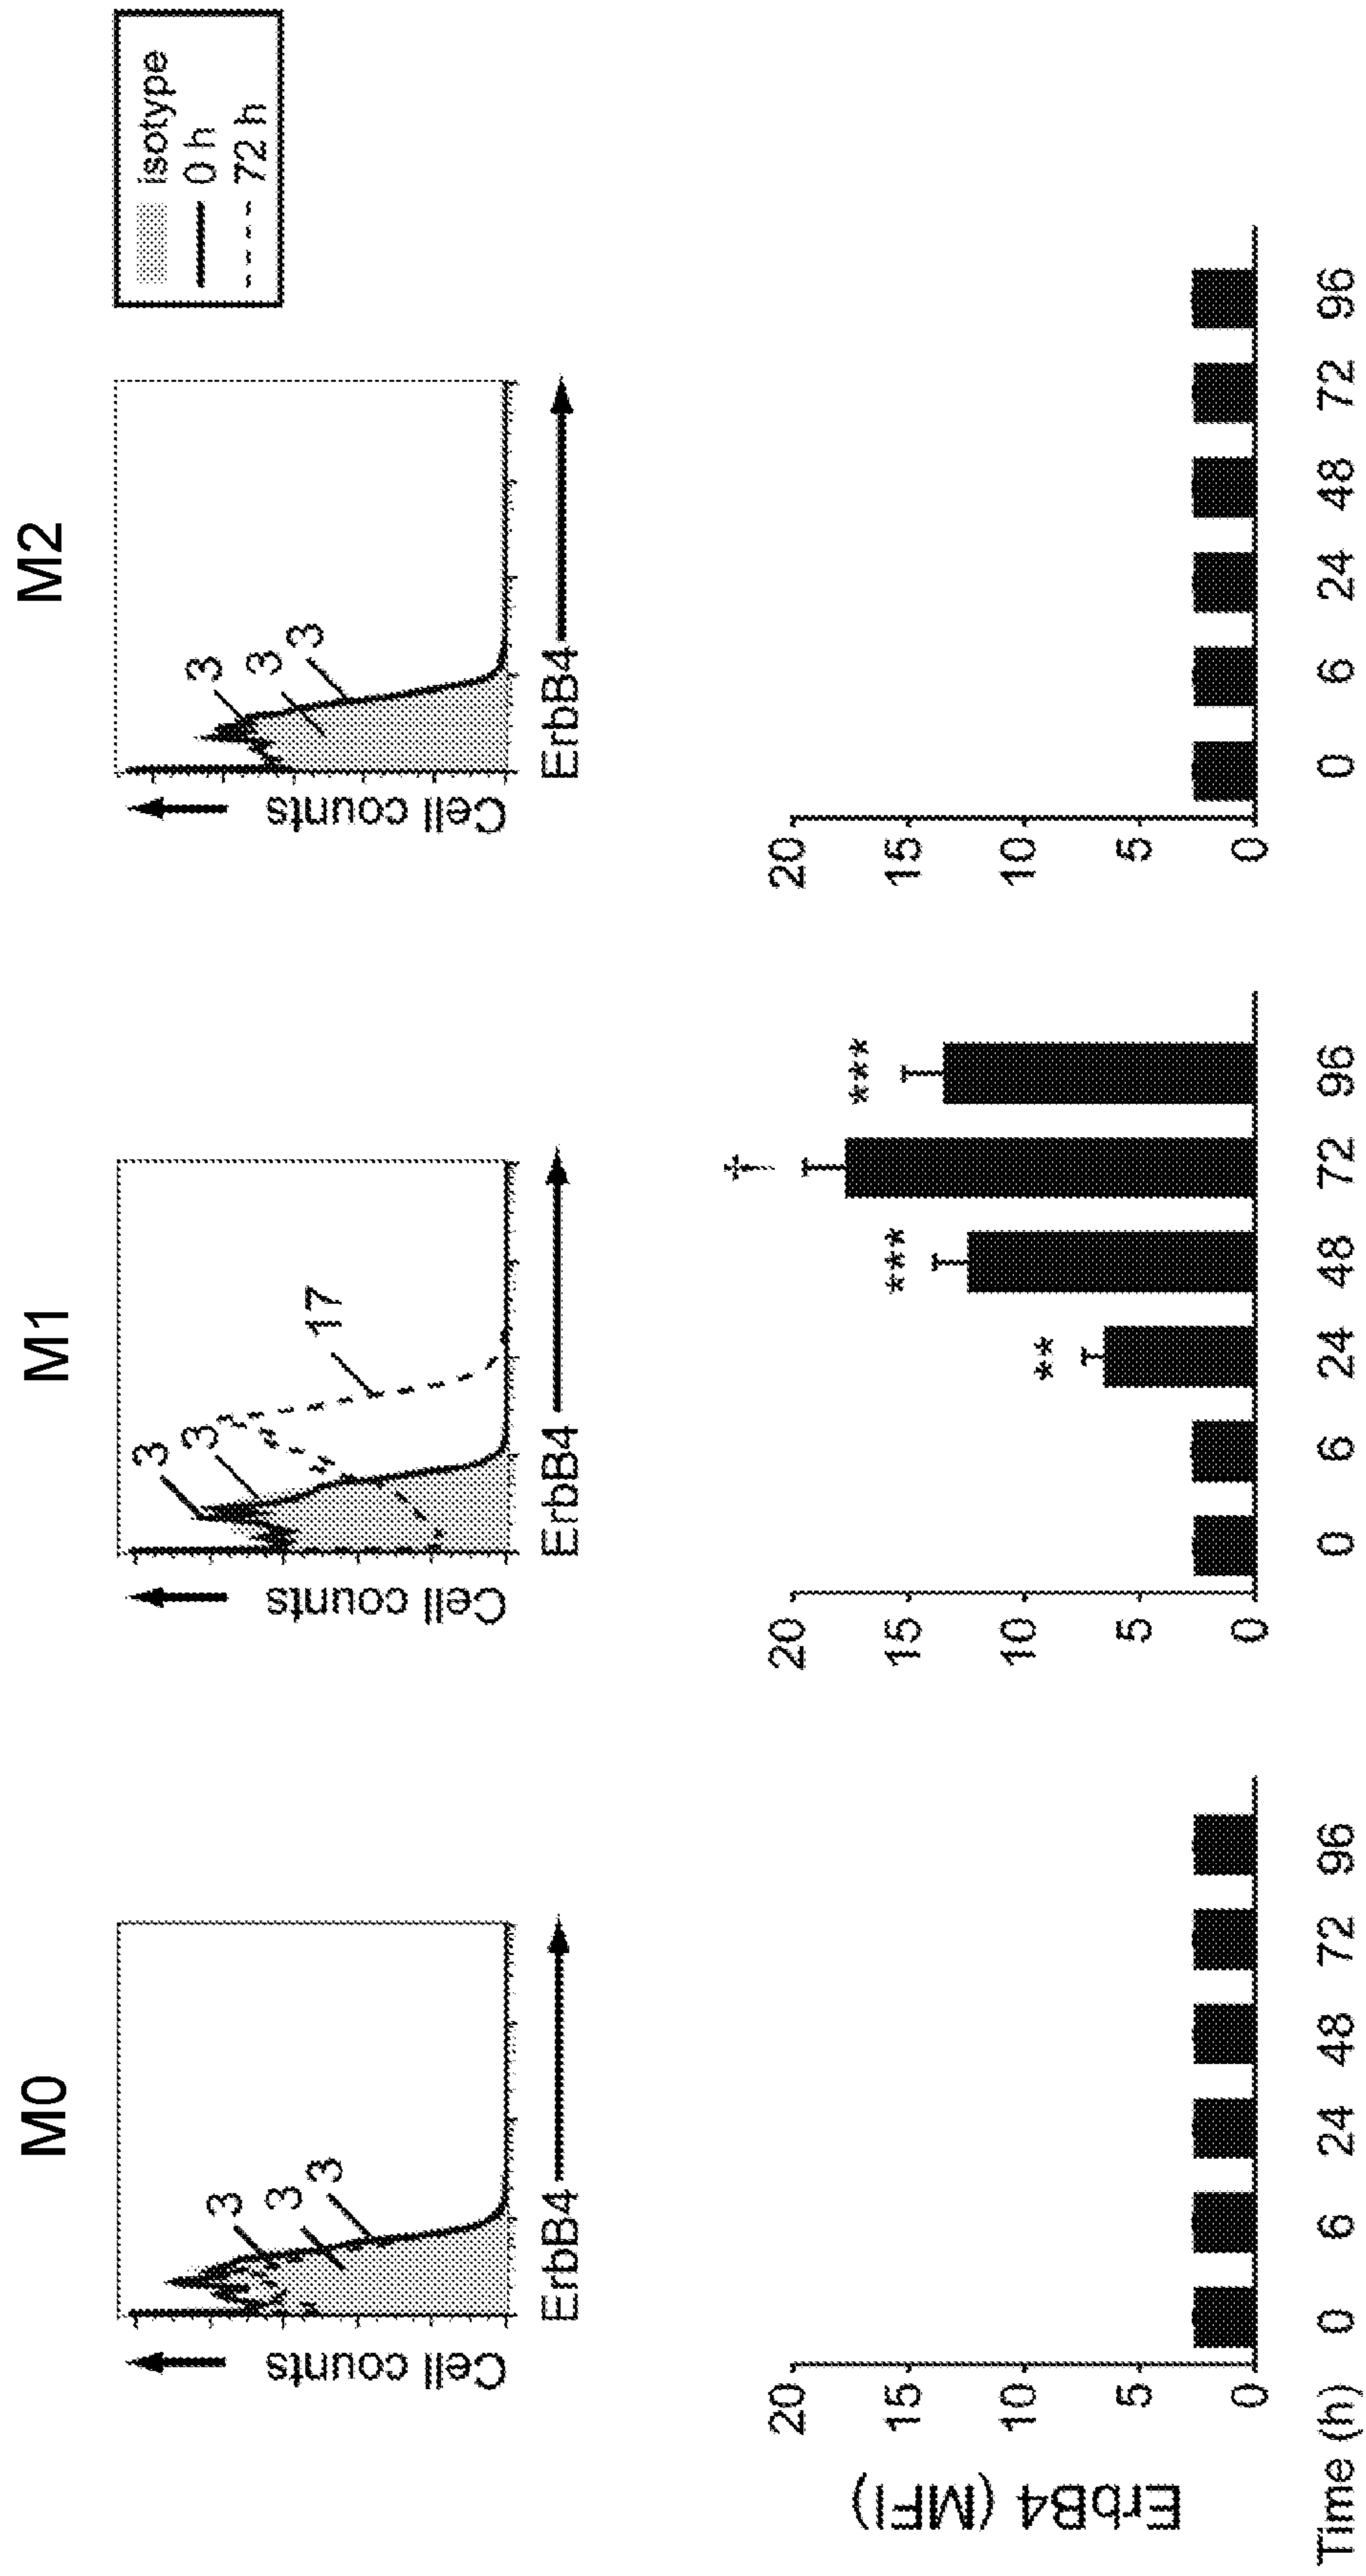 M0
M1
M2
isotype
0 h
72 h
Cell counts
3
3
3
ErbB4
Cell counts
3
3
17
ErbB4
Cell counts
3
3
3
ErbB4
ErbB4 (MFI)
20
15
10
5
0
20
15
10
5
0
***
†
***
**
20
15
10
5
0
Time (h) 0 6 24 48 72 96
0 6 24 48 72 96
0 6 24 48 72 96